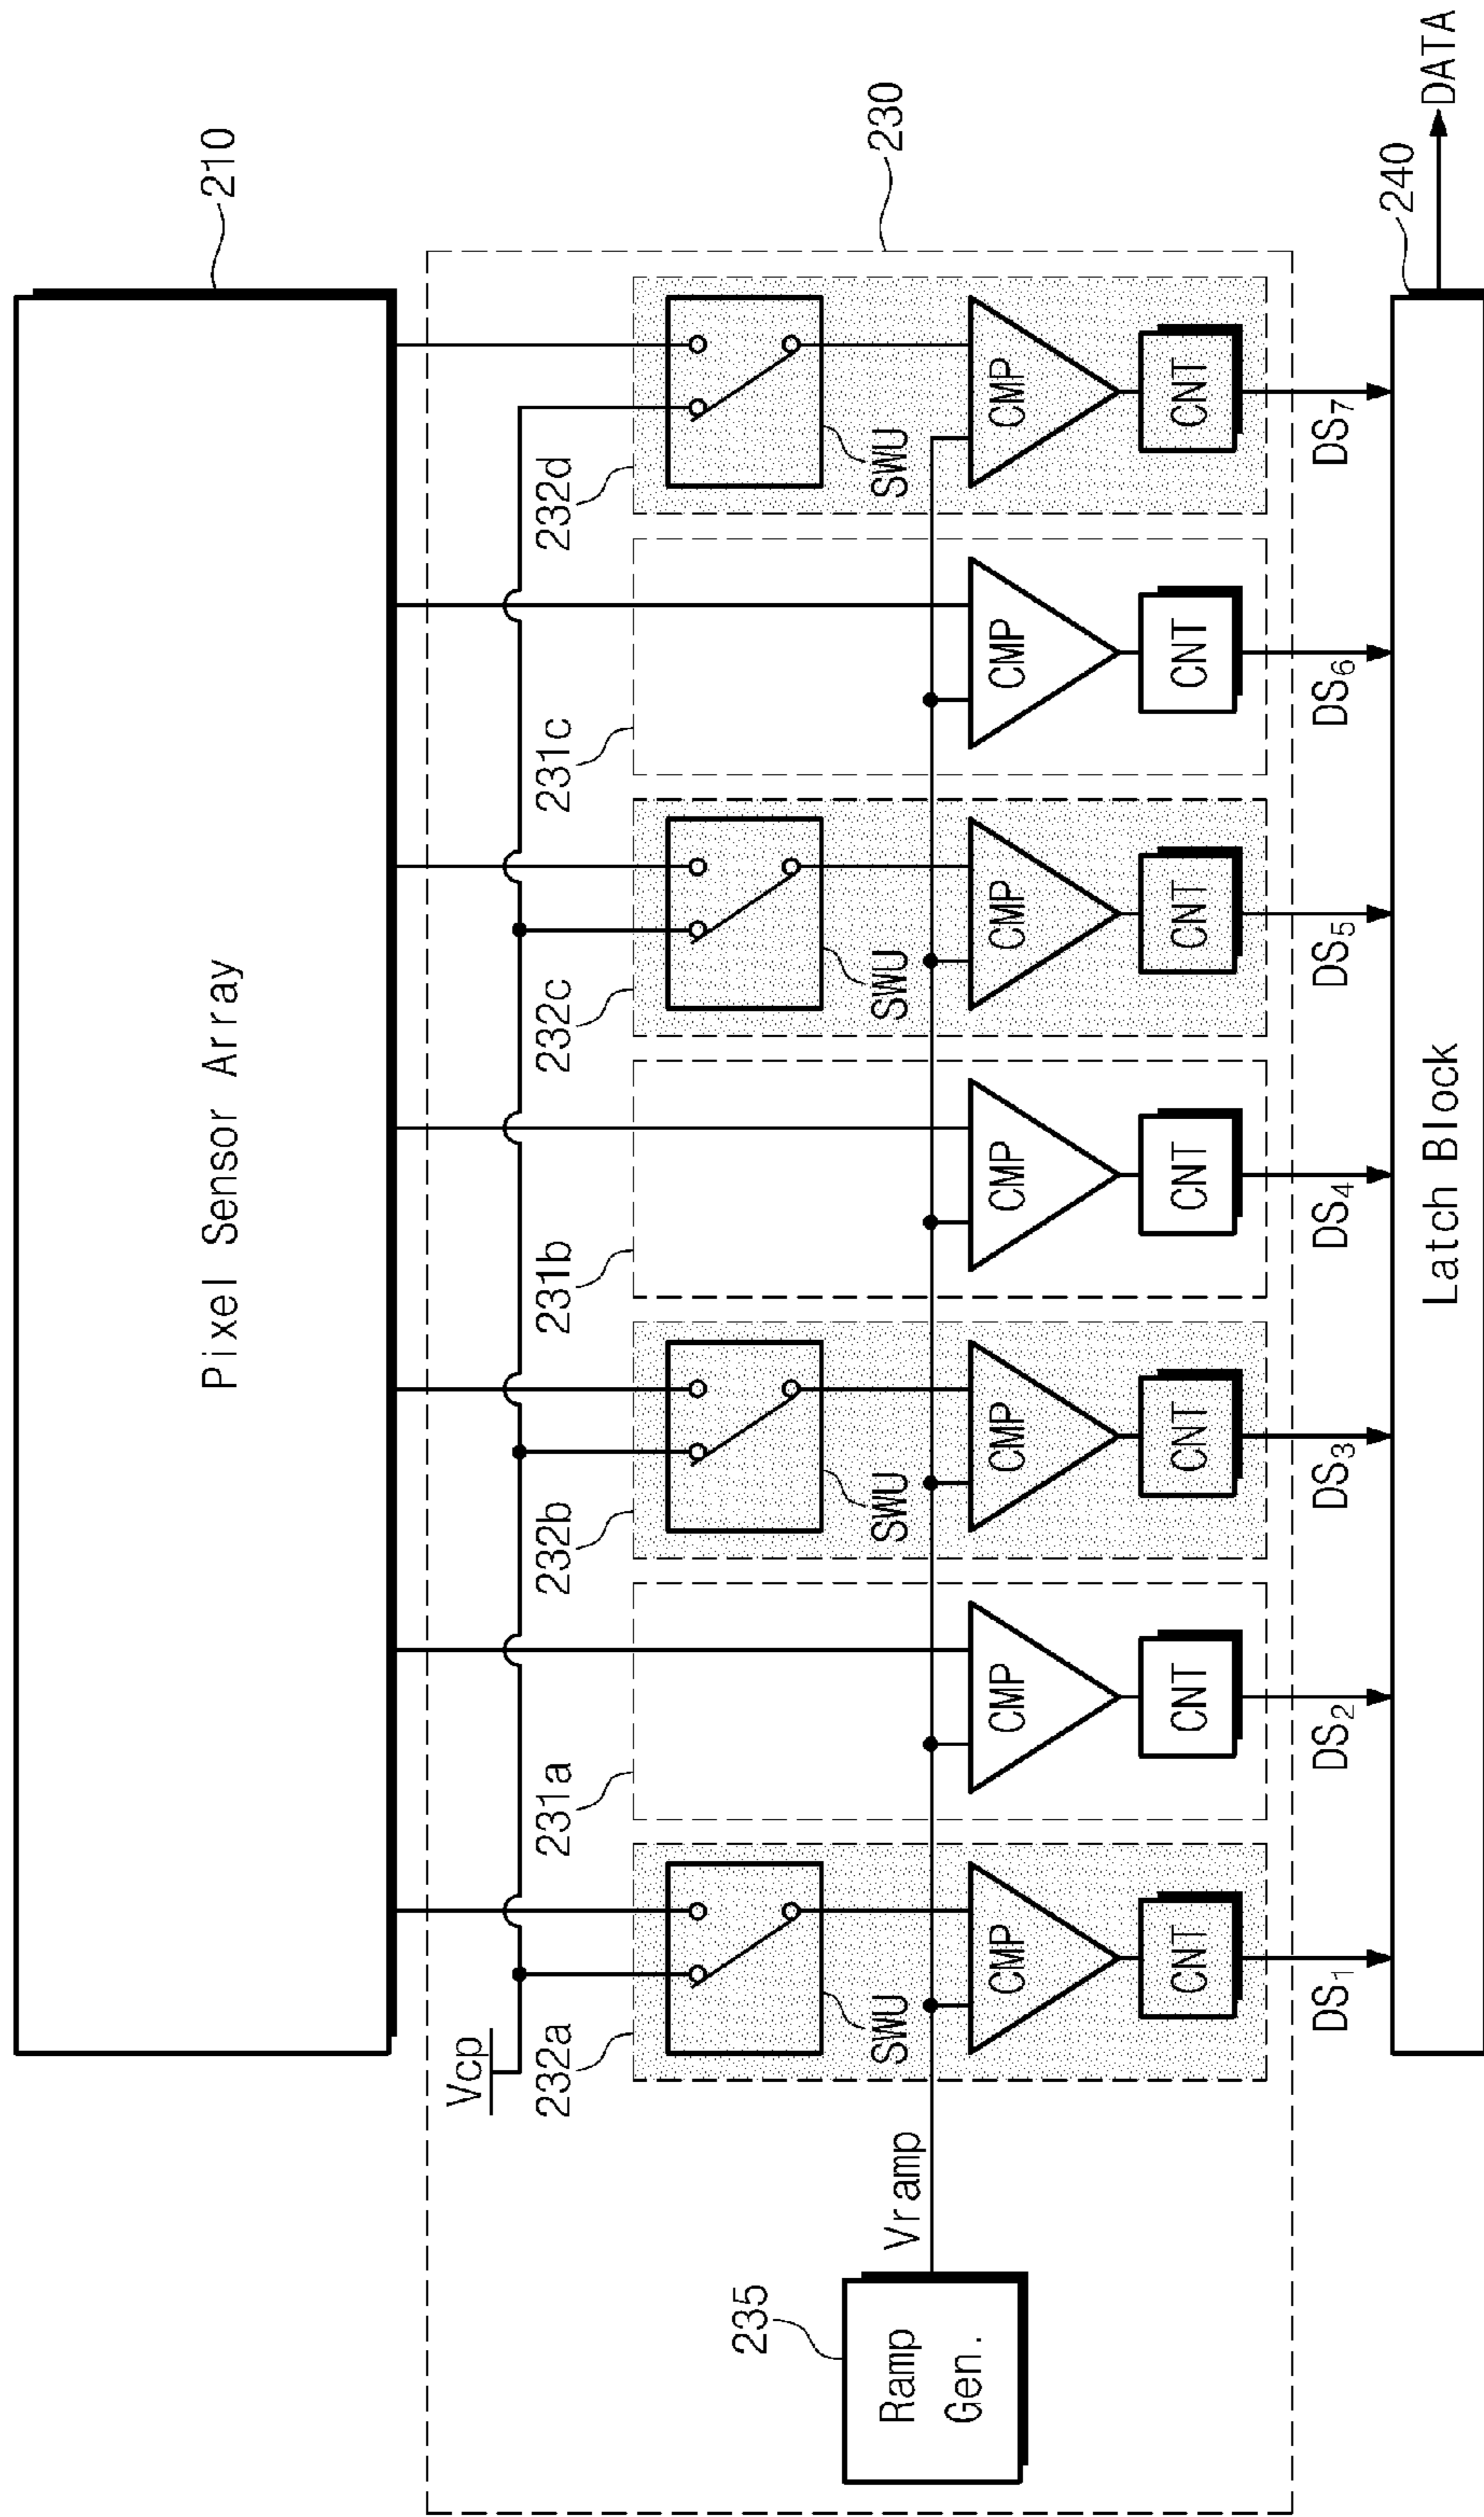 Pixel Sensor Array
210
Vcp
230
232a
231a
232b
231b
232c
231c
232d
SWU
SWU
SWU
SWU
235
Ramp
Gen.
Vramp
CMP
CMP
CMP
CMP
CMP
CMP
CMP
CNT
CNT
CNT
CNT
CNT
CNT
CNT
DS1
DS2
DS3
DS4
DS5
DS6
DS7
Latch Block
240
DATA